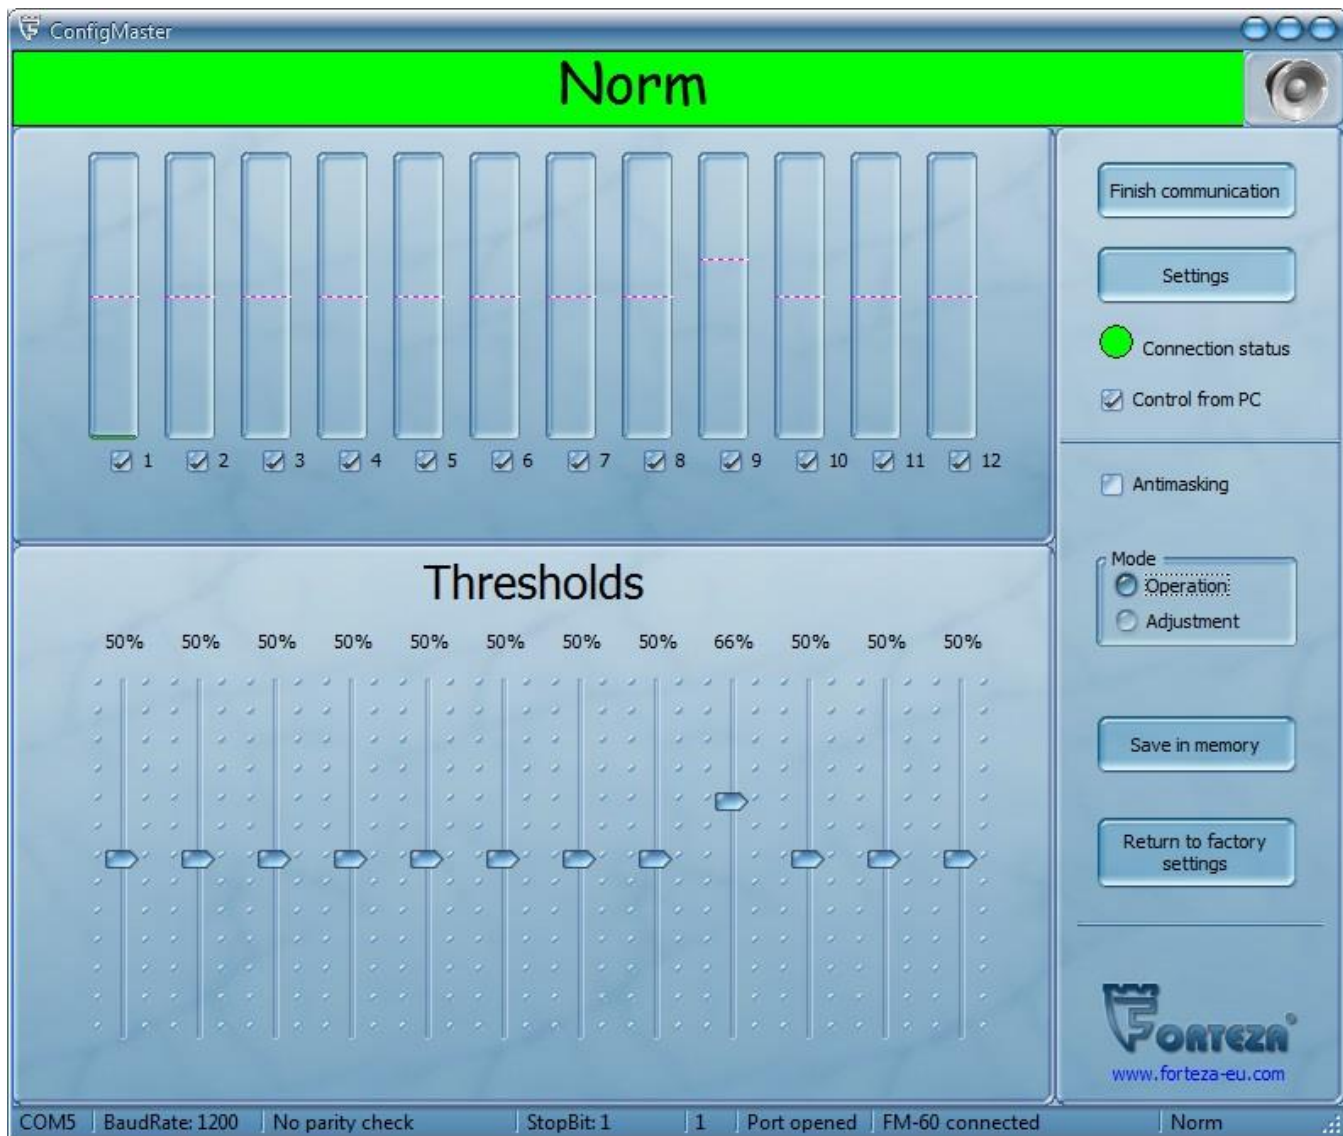 ConfigMaster
Norm
1 2 3 4 5 6 7 8 9 10 11 12
Finish communication
Settings
Connection status
Control from PC
Antimasking
Mode
Operation
Adjustment
Save in memory
Return to factory
settings
Thresholds
50% 50% 50% 50% 50% 50% 50% 50% 66% 50% 50% 50%
FORTEZA
www.forteza-eu.com
COM5 BaudRate: 1200 No parity check StopBit: 1 1 Port opened FM-60 connected Norm